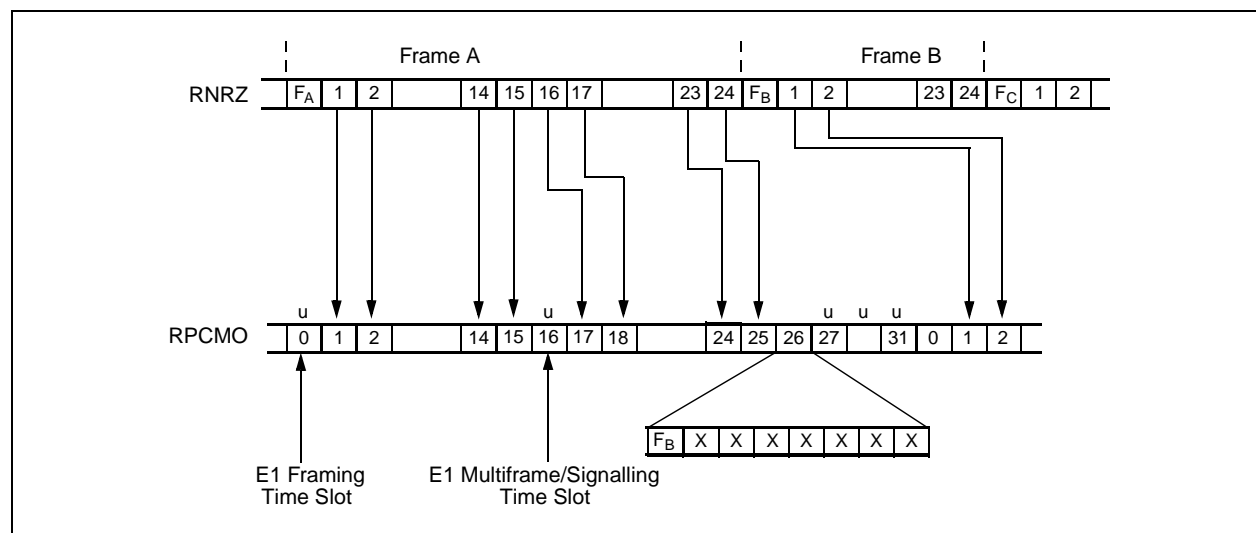 Frame A Frame B
RNRZ FA 1 2 14 15 16 17 23 24 FB 1 2 23 24 FC 1 2
u u u u u
RPCMO 0 1 2 14 15 16 17 18 24 25 26 27 31 0 1 2
FB X X X X X X X
E1 Framing
Time Slot
E1 Multiframe/Signalling
Time Slot